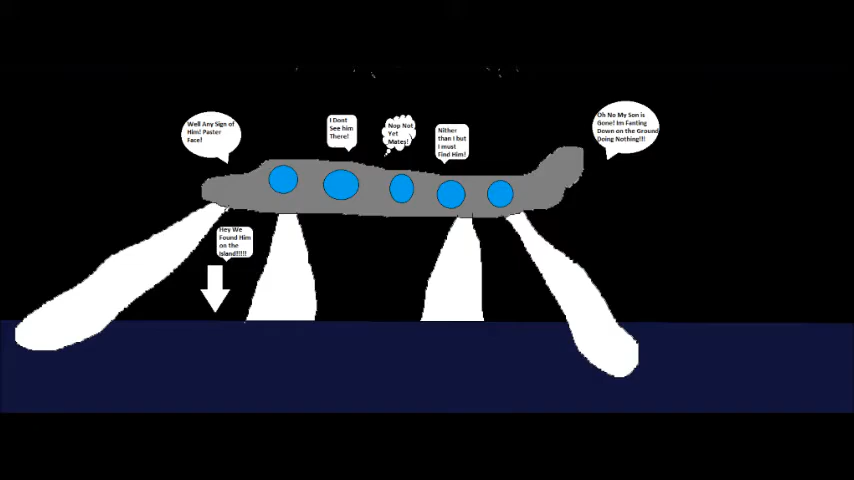 Well Any Sign of
Him! Paster
Face!
I Dont
See him
There!
Nop Not
Yet
Mates!
Nither
than I but
I must
Find Him!
Oh No My Son is
Gone! Im Fanting
Down on the Ground
Doing Nothing!!!
Hey We
Found Him
on the
Island!!!!!